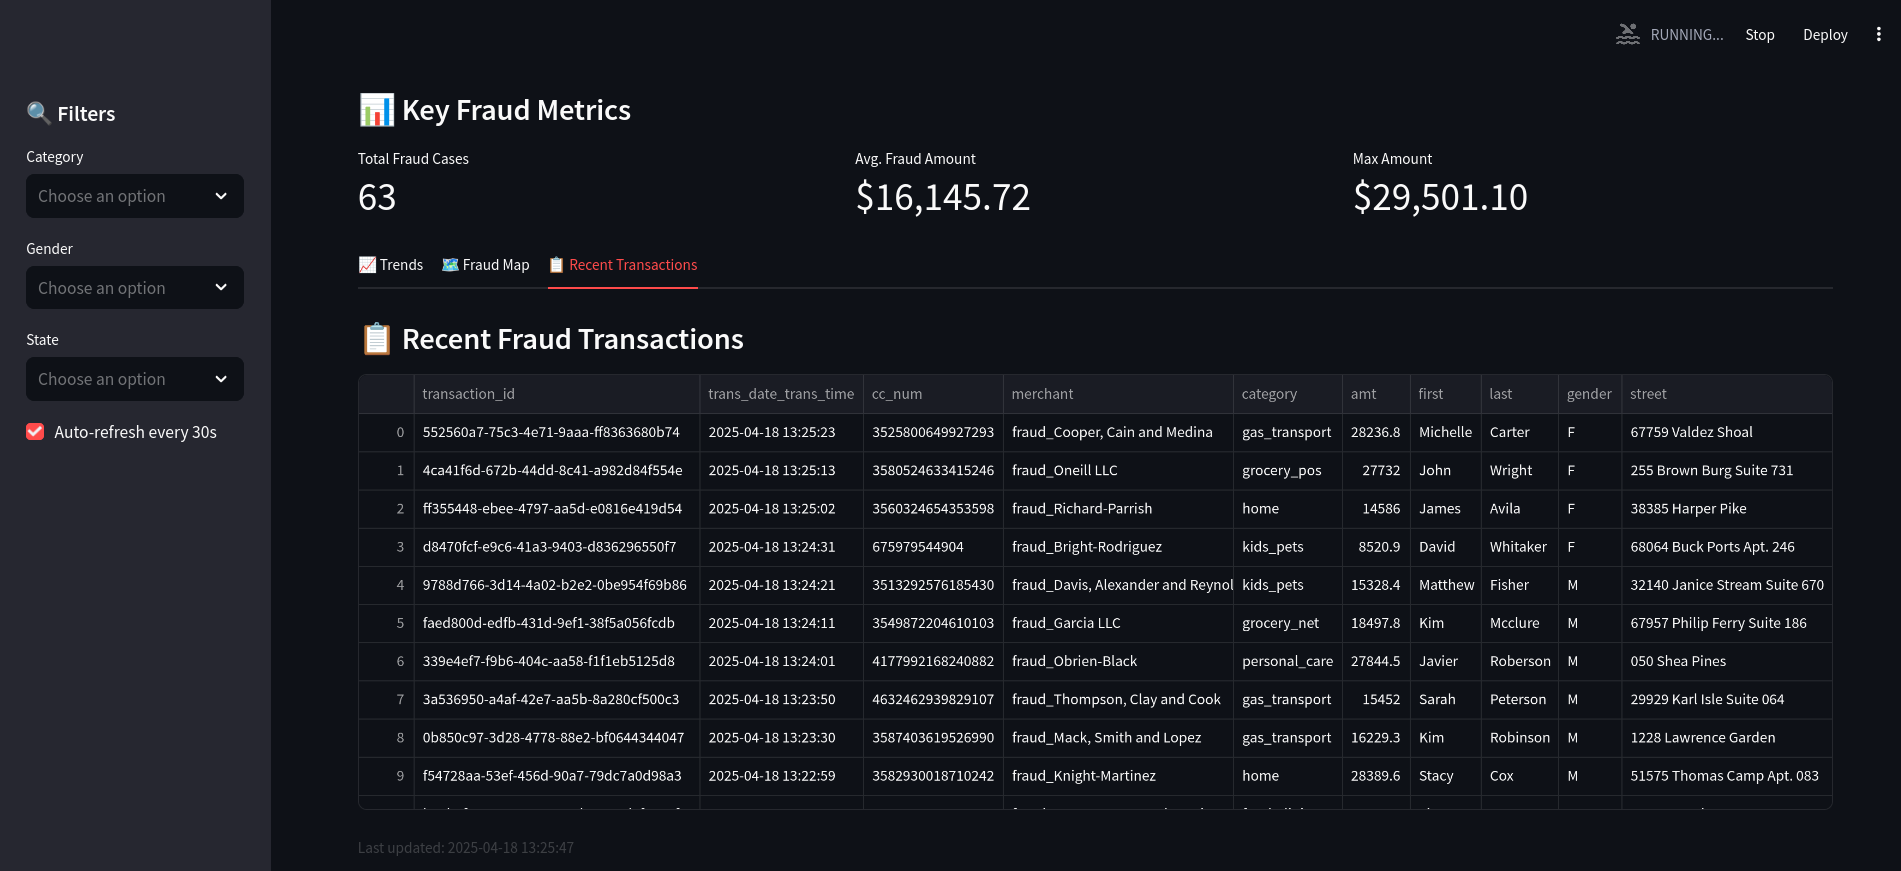 RUNNING... Stop Deploy
🔍 Filters
Category
Choose an option
Gender
Choose an option
State
Choose an option
Auto-refresh every 30s
📊 Key Fraud Metrics
Total Fraud Cases Avg. Fraud Amount Max Amount
63 $16,145.72 $29,501.10
📈 Trends 🗺️ Fraud Map 📋 Recent Transactions
📋 Recent Fraud Transactions
transaction_id trans_date_trans_time cc_num merchant category amt first last gender street
0 552560a7-75c3-4e71-9aaa-ff8363680b74 2025-04-18 13:25:23 3525800649927293 fraud_Cooper, Cain and Medina gas_transport 28236.8 Michelle Carter F 67759 Valdez Shoal
1 4ca41f6d-672b-44dd-8c41-a982d84f554e 2025-04-18 13:25:13 3580524633415246 fraud_Oneill LLC grocery_pos 27732 John Wright F 255 Brown Burg Suite 731
2 ff355448-ebee-4797-aa5d-e0816e419d54 2025-04-18 13:25:02 3560324654353598 fraud_Richard-Parrish home 14586 James Avila F 38385 Harper Pike
3 d8470fcf-e9c6-41a3-9403-d836296550f7 2025-04-18 13:24:31 675979544904 fraud_Bright-Rodriguez kids_pets 8520.9 David Whitaker F 68064 Buck Ports Apt. 246
4 9788d766-3d14-4a02-b2e2-0be954f69b86 2025-04-18 13:24:21 3513292576185430 fraud_Davis, Alexander and Reynol kids_pets 15328.4 Matthew Fisher M 32140 Janice Stream Suite 670
5 faed800d-edfb-431d-9ef1-38f5a056fcdb 2025-04-18 13:24:11 3549872204610103 fraud_Garcia LLC grocery_net 18497.8 Kim Mcclure M 67957 Philip Ferry Suite 186
6 339e4ef7-f9b6-404c-aa58-f1f1eb5125d8 2025-04-18 13:24:01 4177992168240882 fraud_Obrien-Black personal_care 27844.5 Javier Roberson M 050 Shea Pines
7 3a536950-a4af-42e7-aa5b-8a280cf500c3 2025-04-18 13:23:50 4632462939829107 fraud_Thompson, Clay and Cook gas_transport 15452 Sarah Peterson M 29929 Karl Isle Suite 064
8 0b850c97-3d28-4778-88e2-bf0644344047 2025-04-18 13:23:30 3587403619526990 fraud_Mack, Smith and Lopez gas_transport 16229.3 Kim Robinson M 1228 Lawrence Garden
9 f54728aa-53ef-456d-90a7-79dc7a0d98a3 2025-04-18 13:22:59 3582930018710242 fraud_Knight-Martinez home 28389.6 Stacy Cox M 51575 Thomas Camp Apt. 083
Last updated: 2025-04-18 13:25:47